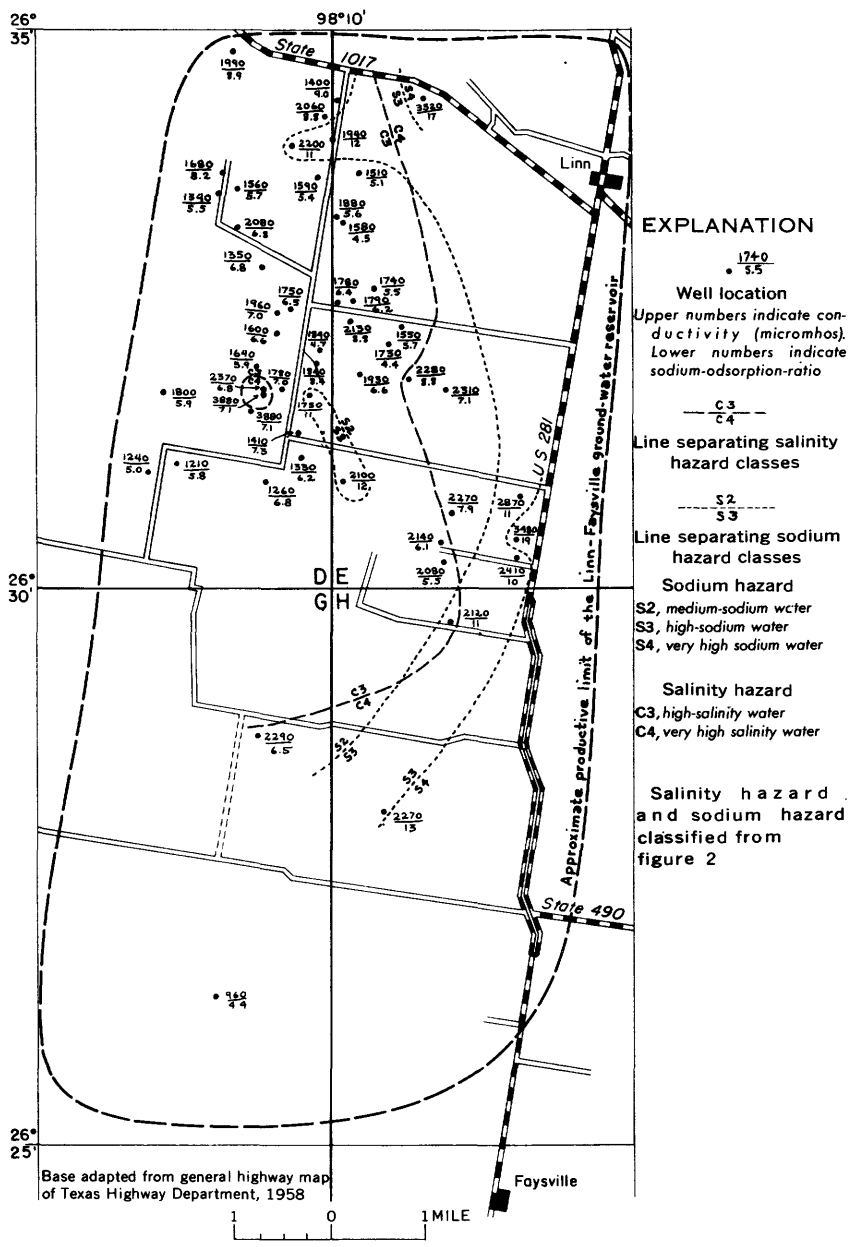 26°
35'
98°10'
State
1017
1990
8.9
1400
9.0
2060
8.8
S4
S3
3520
17
C4
C3
1990
12
2200
11
Linn
1680
8.2
1560
5.7
1590
5.4
1510
5.1
1340
5.5
1880
5.6
1580
4.5
2080
6.8
1350
6.8
1750
6.5
1780
6.4
1740
5.5
1790
6.2
1960
7.0
1600
6.6
2130
8.8
1550
5.7
1730
4.4
1640
5.9
1930
6.6
2280
8.8
2310
7.1
2370
6.8
1780
7.0
1800
5.9
3880
7.1
3880
7.1
1750
11
1410
7.3
1240
5.0
1210
5.8
1330
6.2
1260
6.8
2100
12
US 281
2270
7.9
2870
11
2140
6.1
19
2080
5.5
2410
10
26°
30'
D E
G H
2120
11
C3
C4
2290
6.5
S2
S3
S3
S4
2270
13
Approximate productive limit of the Linn-Faysville ground-water reservoir
State 490
960
4.4
26°
25'
Base adapted from general highway map
of Texas Highway Department, 1958
Faysville
1 0 1 MILE
EXPLANATION
1740
5.5
Well location
Upper numbers indicate con-
ductivity (micromhos).
Lower numbers indicate
sodium-adsorption-ratio
C3
C4
Line separating salinity
hazard classes
S2
S3
Line separating sodium
hazard classes
Sodium hazard
S2, medium-sodium water
S3, high-sodium water
S4, very high sodium water
Salinity hazard
C3, high-salinity water
C4, very high salinity water
Salinity hazard
and sodium hazard
classified from
figure 2